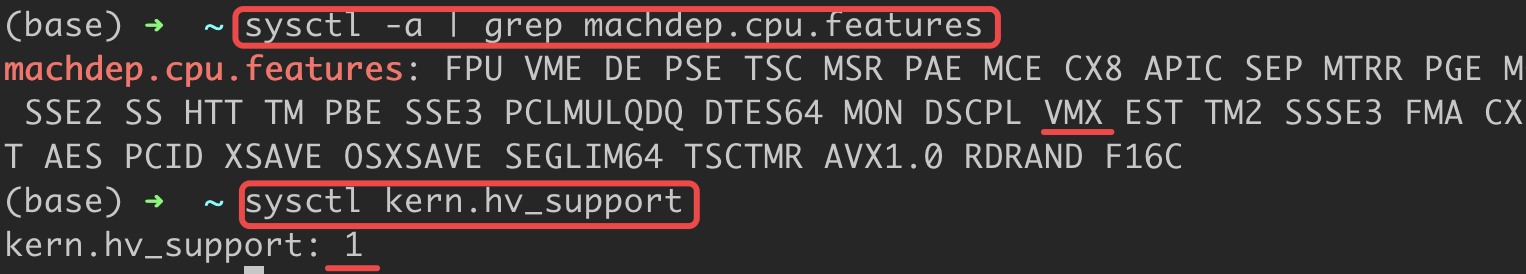 (base) ➜ ~ sysctl -a | grep machdep.cpu.features
machdep.cpu.features: FPU VME DE PSE TSC MSR PAE MCE CX8 APIC SEP MTRR PGE M
SSE2 SS HTT TM PBE SSE3 PCLMULQDQ DTES64 MON DSCPL VMX EST TM2 SSSE3 FMA CX
T AES PCID XSAVE OSXSAVE SEGLIM64 TSCTMR AVX1.0 RDRAND F16C
(base) ➜ ~ sysctl kern.hv_support
kern.hv_support: 1